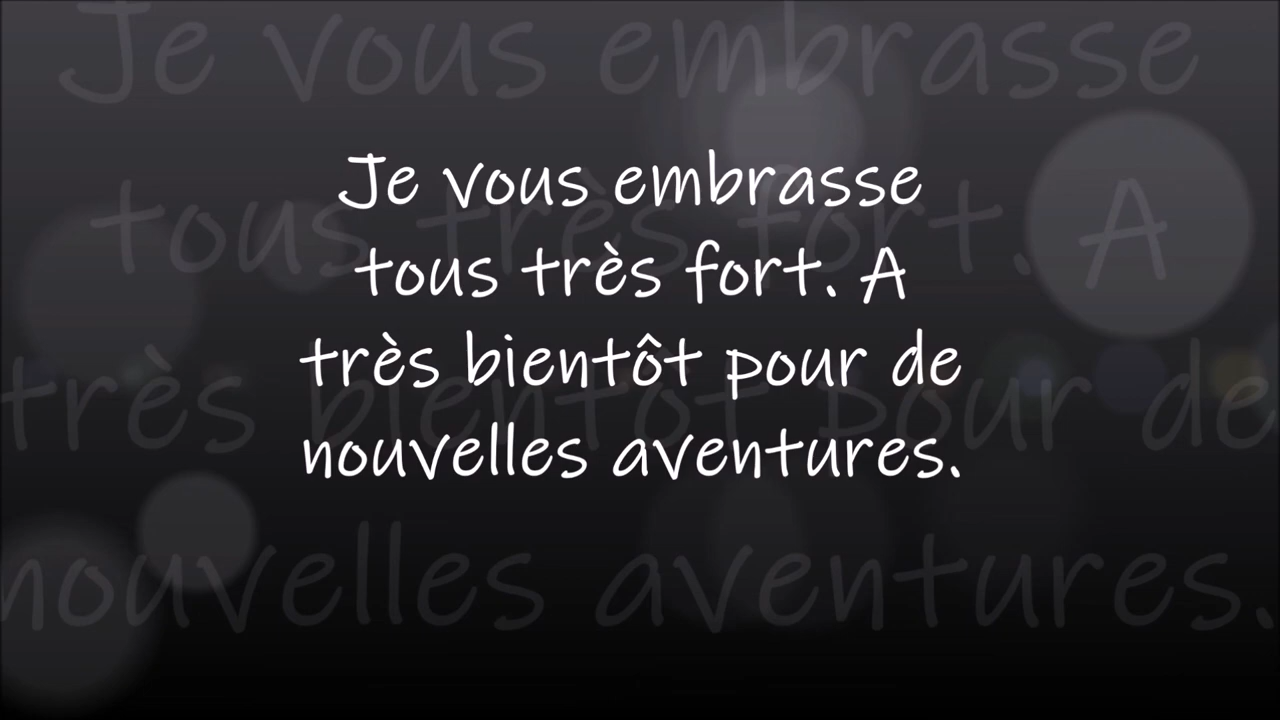 Je vous embrasse
tous très fort. A
très bientôt pour de
nouvelles aventures.